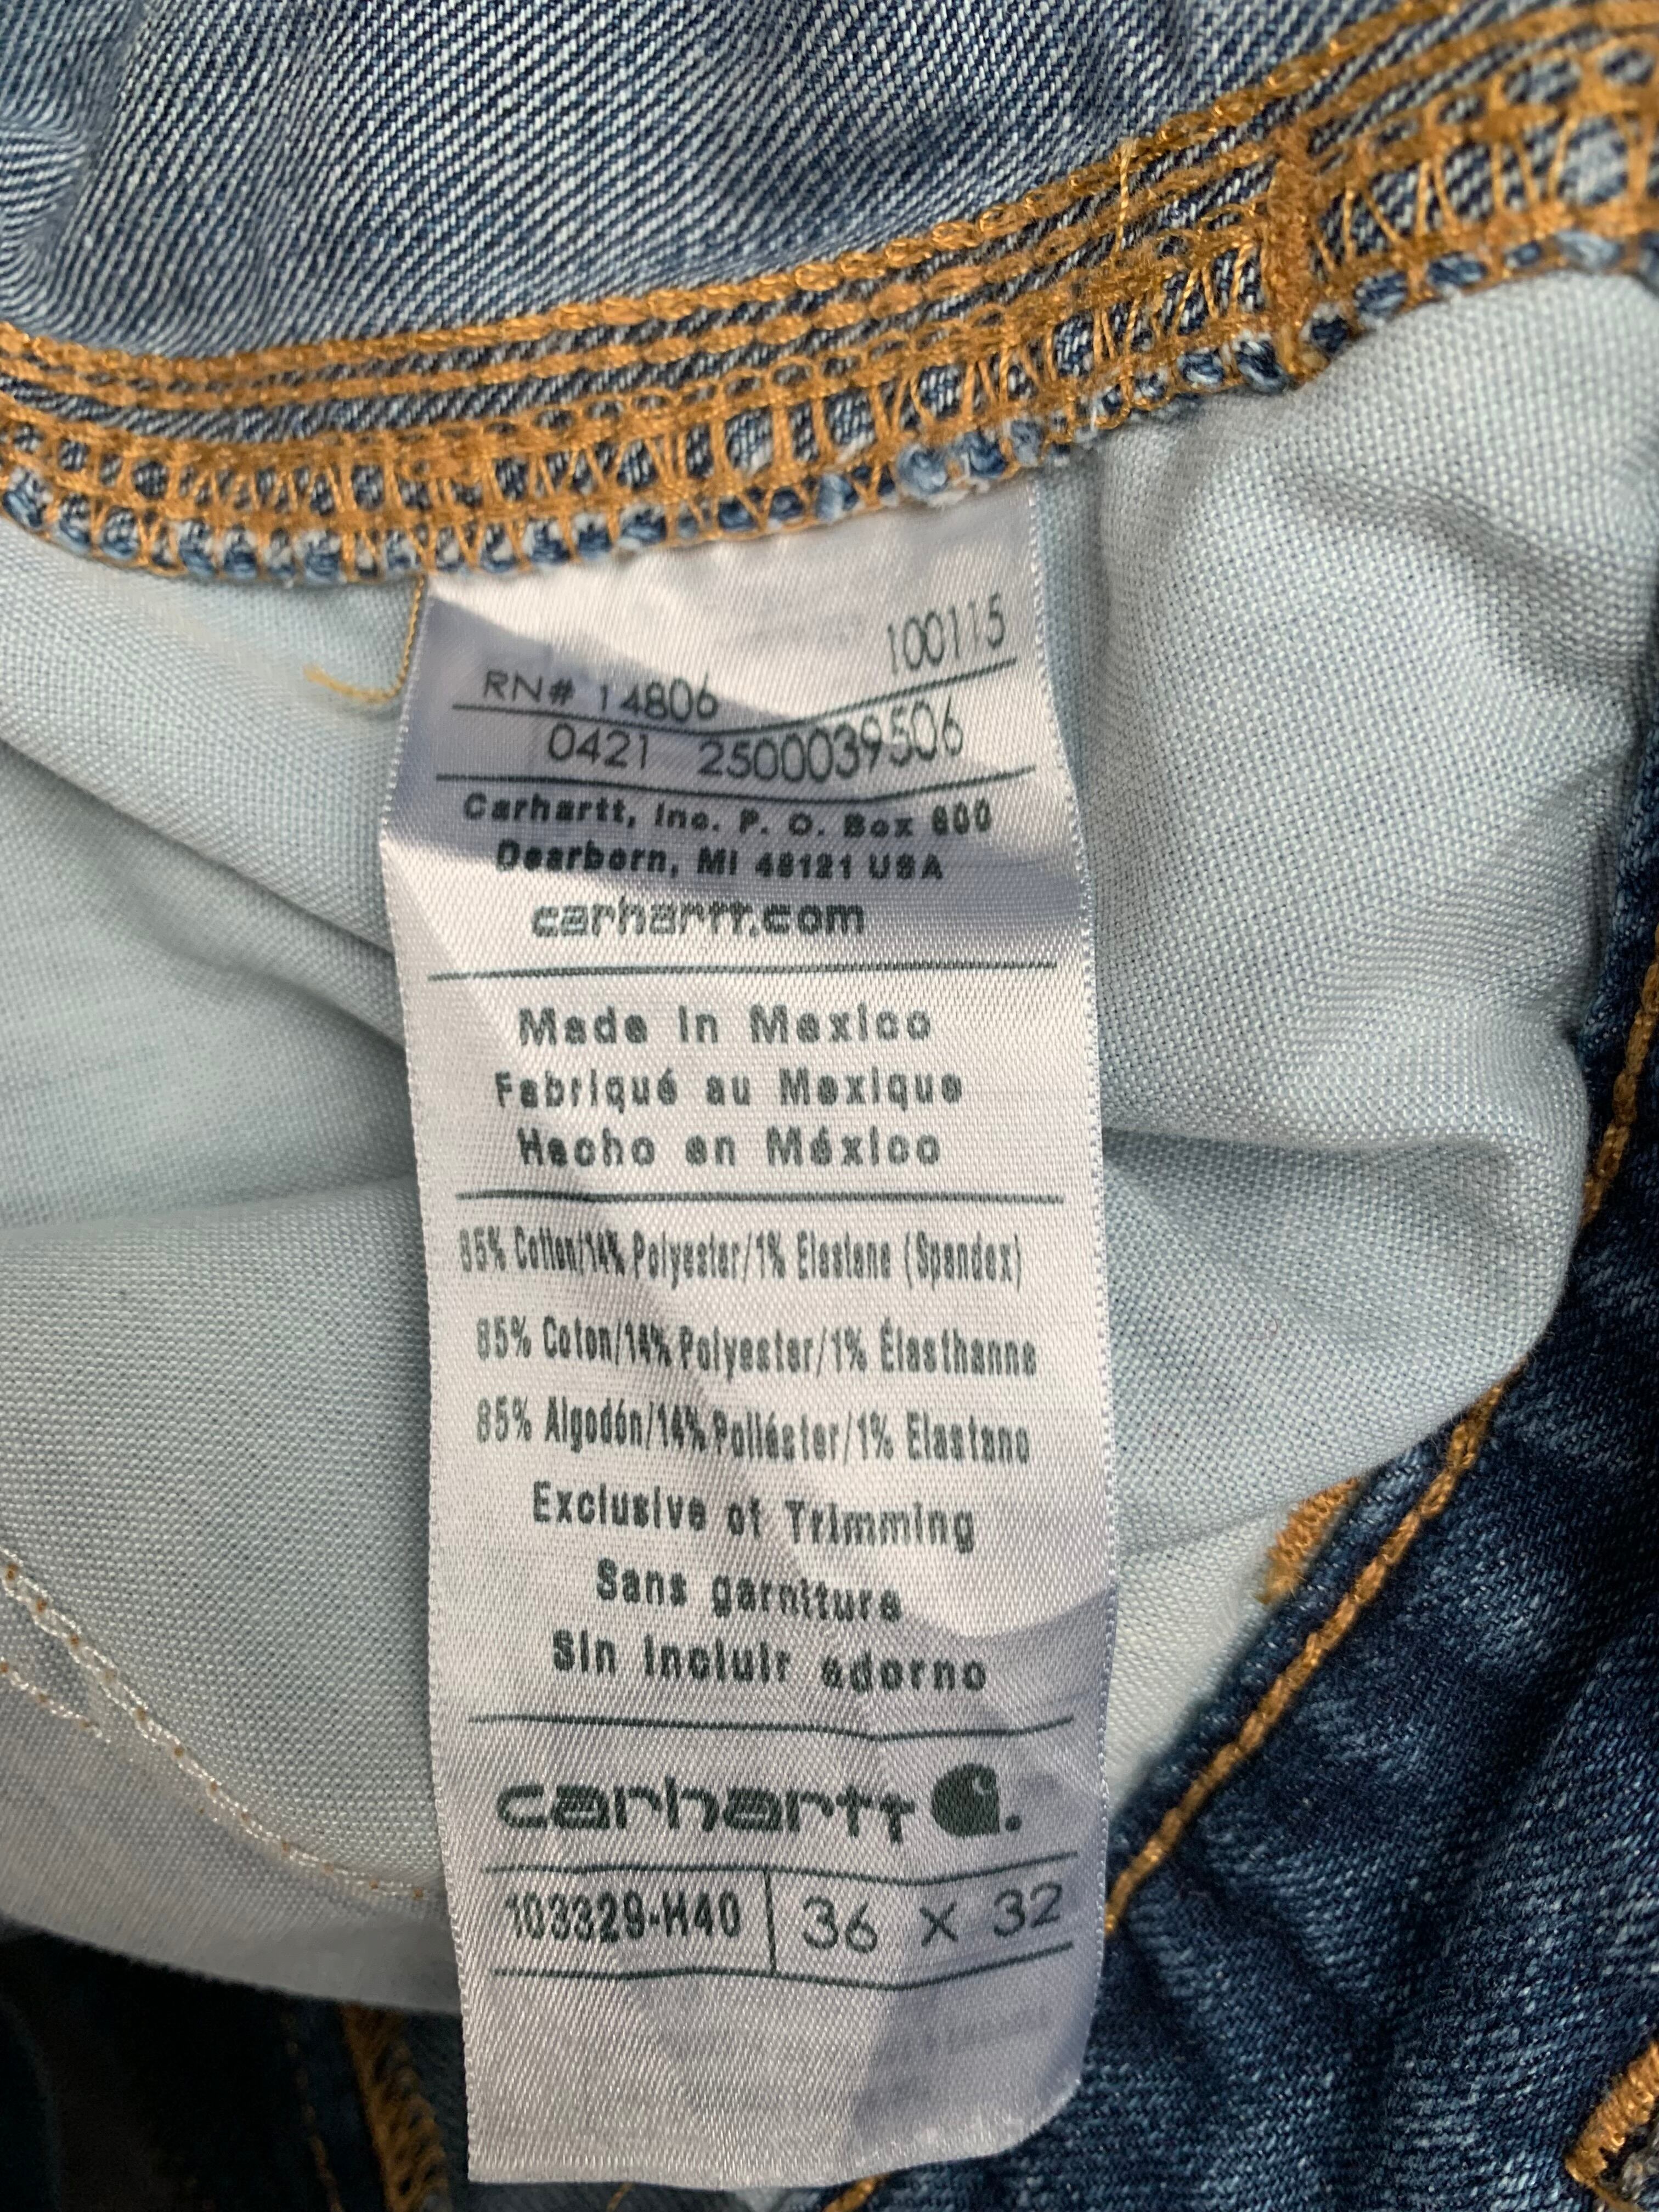 100115
RN# 14806
0421 2500039506
Carhartt, Inc. P. O. Box 600
Dearborn, MI 48121 USA
carhartt.com
Made in Mexico
Fabriqué au Mexique
Hecho en México
85% Cotton/14% Polyester/1% Elastane (Spandex)
85% Coton/14% Polyester/1% Élasthanne
85% Algodón/14% Poliéster/1% Elastano
Exclusive of Trimming
Sans garniture
Sin incluir adorno
carhartt
103329-H40 36 X 32